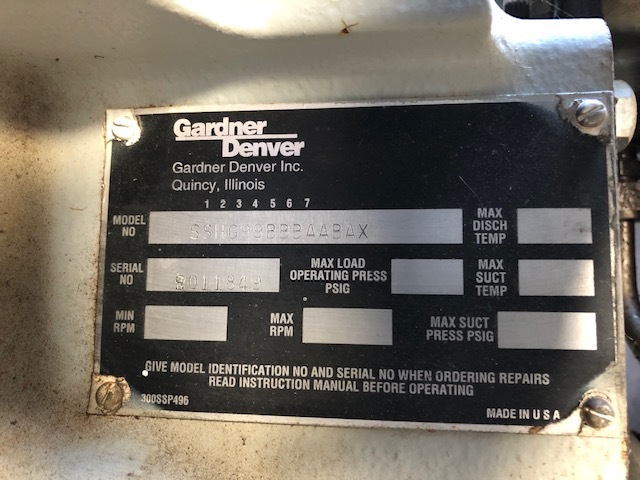 Gardner
Denver
Gardner Denver Inc.
Quincy, Illinois
1 2 3 4 5 6 7
MODEL NO
MAX DISCH TEMP
SERIAL NO
MAX LOAD OPERATING PRESS PSIG
MAX SUCT TEMP
MIN RPM
MAX RPM
MAX SUCT PRESS PSIG
GIVE MODEL IDENTIFICATION NO AND SERIAL NO WHEN ORDERING REPAIRS
READ INSTRUCTION MANUAL BEFORE OPERATING
300SSP496
MADE IN U S A